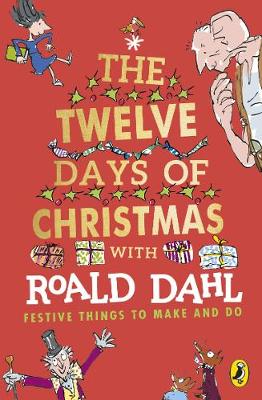 THE
TWELVE
DAYS OF
CHRISTMAS
WITH
ROALD DAHL
FESTIVE THINGS TO MAKE AND DO